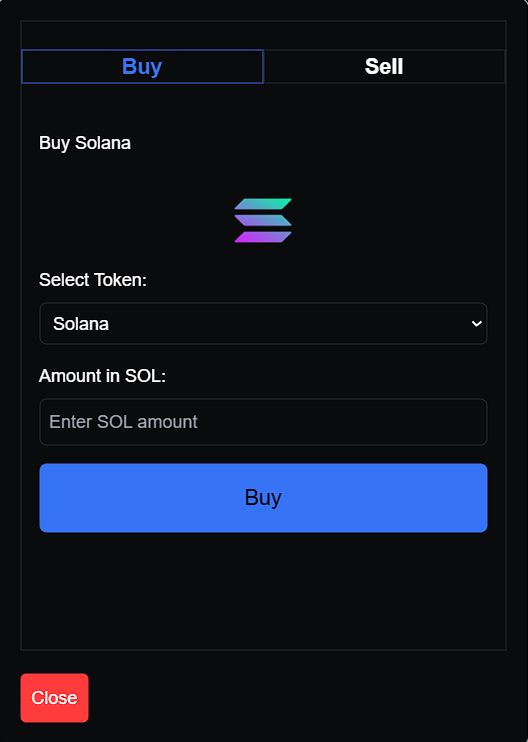 Buy Sell
Buy Solana
Select Token:
Solana
Amount in SOL:
Enter SOL amount
Buy
Close